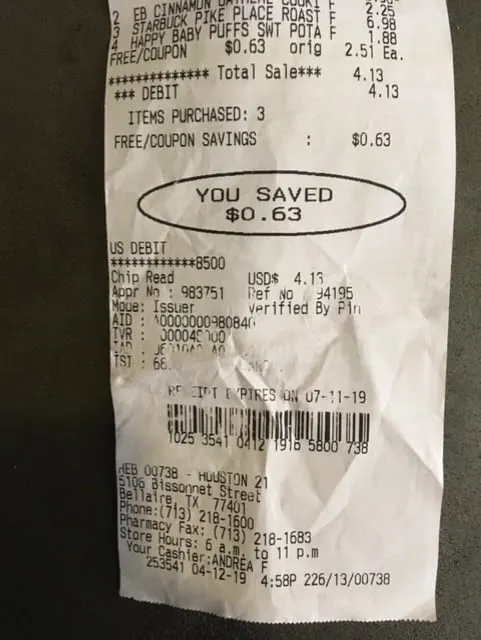 2 EB CINNAMON OATMEAL COOKI F 2.25
3 STARBUCK PIKE PLACE ROAST F 6.98
4 HAPPY BABY PUFFS SWT POTA F 1.88
FREE/COUPON $0.63 orig 2.51 Ea.
************** Total Sale*** 4.13
*** DEBIT 4.13
ITEMS PURCHASED: 3
FREE/COUPON SAVINGS : $0.63
YOU SAVED
$0.63
US DEBIT
************8500
Chip Read USD$ 4.13
Appr No : 983751 Ref No 94195
Mode: Issuer Verified By Pin
AID :
TVR :
TSI :
RECEIPT EXPIRES ON 07-11-19
1025 3541 0412 1916 5800 738
HEB 00738 - HOUSTON 21
5106 Bissonnet Street
Bellaire, TX 77401
Phone:(713) 218-1600
Pharmacy Fax: (713) 218-1683
Store Hours: 6 a.m. to 11 p.m
Your Cashier:ANDREA F
253541 04-12-19 4:58P 226/13/00738